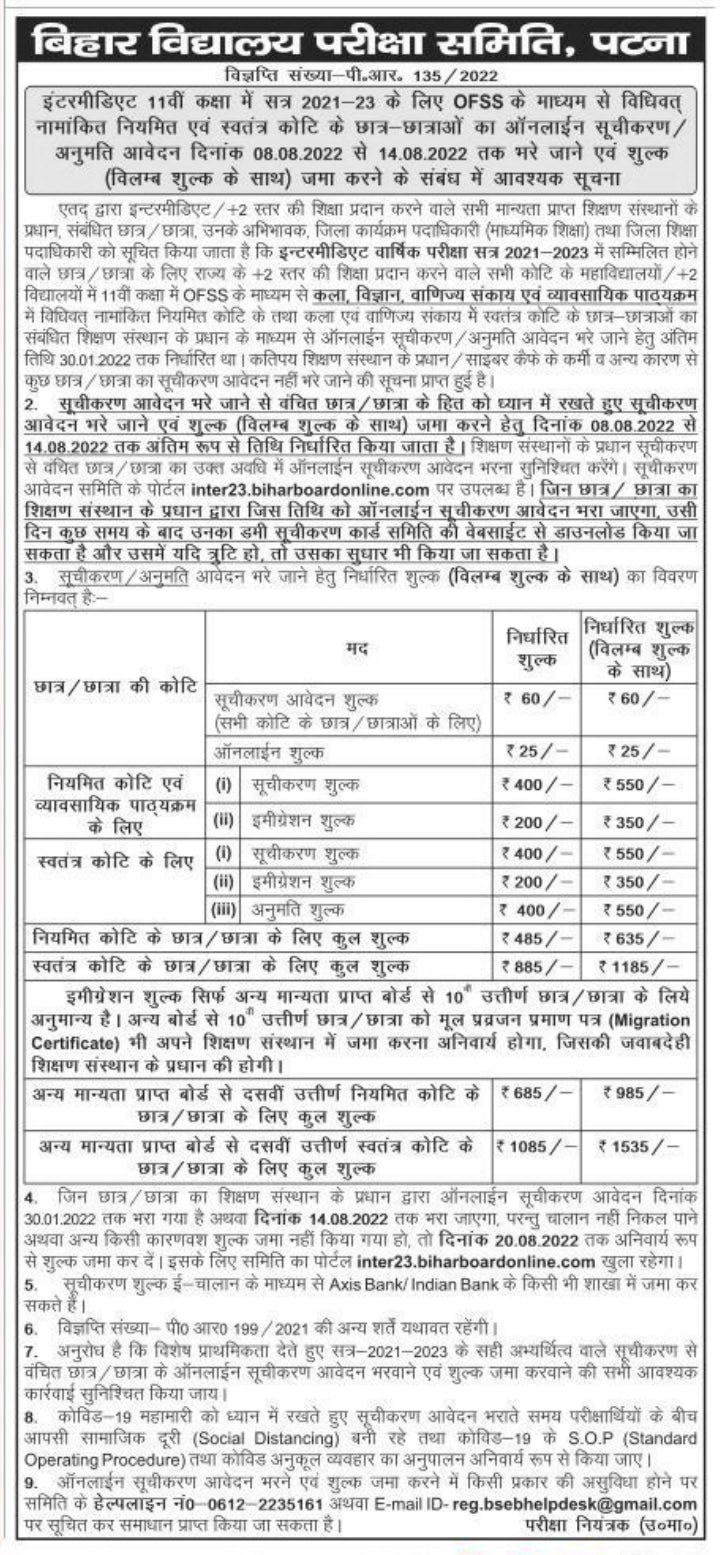 बिहार विद्यालय परीक्षा समिति, पटना
विज्ञप्ति संख्या–पी॰आर॰ 135/2022
इंटरमीडिएट 11वीं कक्षा में सत्र 2021–23 के लिए OFSS के माध्यम से विधिवत्
नामांकित नियमित एवं स्वतंत्र कोटि के छात्र–छात्राओं का ऑनलाईन सूचीकरण/
अनुमति आवेदन दिनांक 08.08.2022 से 14.08.2022 तक भरे जाने एवं शुल्क
(विलम्ब शुल्क के साथ) जमा करने के संबंध में आवश्यक सूचना
एतद् द्वारा इन्टरमीडिएट/+2 स्तर की शिक्षा प्रदान करने वाले सभी मान्यता प्राप्त शिक्षण संस्थानों के
प्रधान, संबंधित छात्र/छात्रा, उनके अभिभावक, जिला कार्यक्रम पदाधिकारी (माध्यमिक शिक्षा) तथा जिला शिक्षा
पदाधिकारी को सूचित किया जाता है कि इन्टरमीडिएट वार्षिक परीक्षा सत्र 2021–2023 में सम्मिलित होने
वाले छात्र/छात्रा के लिए राज्य के +2 स्तर की शिक्षा प्रदान करने वाले सभी कोटि के महाविद्यालयों/+2
विद्यालयों में 11वीं कक्षा में OFSS के माध्यम से कला, विज्ञान, वाणिज्य संकाय एवं व्यावसायिक पाठ्यक्रम
में विधिवत् नामांकित नियमित कोटि के तथा कला एवं वाणिज्य संकाय में स्वतंत्र कोटि के छात्र–छात्राओं का
संबंधित शिक्षण संस्थान के प्रधान के माध्यम से ऑनलाईन सूचीकरण/अनुमति आवेदन भरे जाने हेतु अंतिम
तिथि 30.01.2022 तक निर्धारित था। कतिपय शिक्षण संस्थान के प्रधान/साइबर कैफे के कर्मी व अन्य कारण से
कुछ छात्र/छात्रा का सूचीकरण आवेदन नहीं भरे जाने की सूचना प्राप्त हुई है।
2. सूचीकरण आवेदन भरे जाने से वंचित छात्र/छात्रा के हित को ध्यान में रखते हुए सूचीकरण
आवेदन भरे जाने एवं शुल्क (विलम्ब शुल्क के साथ) जमा करने हेतु दिनांक 08.08.2022 से
14.08.2022 तक अंतिम रूप से तिथि निर्धारित किया जाता है। शिक्षण संस्थानों के प्रधान सूचीकरण
से वंचित छात्र/छात्रा का उक्त अवधि में ऑनलाईन सूचीकरण आवेदन भरना सुनिश्चित करेंगे। सूचीकरण
आवेदन समिति के पोर्टल inter23.biharboardonline.com पर उपलब्ध है। जिन छात्र/ छात्रा का
शिक्षण संस्थान के प्रधान द्वारा जिस तिथि को ऑनलाईन सूचीकरण आवेदन भरा जाएगा, उसी
दिन कुछ समय के बाद उनका डमी सूचीकरण कार्ड समिति की वेबसाईट से डाउनलोड किया जा
सकता है और उसमें यदि त्रुटि हो, तो उसका सुधार भी किया जा सकता है।
3. सूचीकरण/अनुमति आवेदन भरे जाने हेतु निर्धारित शुल्क (विलम्ब शुल्क के साथ) का विवरण
निम्नवत् है:–
छात्र/छात्रा की कोटि मद निर्धारित शुल्क निर्धारित शुल्क (विलम्ब शुल्क के साथ)
सूचीकरण आवेदन शुल्क (सभी कोटि के छात्र/छात्राओं के लिए) ₹ 60/– ₹ 60/–
ऑनलाईन शुल्क ₹ 25/– ₹ 25/–
नियमित कोटि एवं व्यावसायिक पाठ्यक्रम के लिए (i) सूचीकरण शुल्क ₹ 400/– ₹ 550/–
(ii) इमीग्रेशन शुल्क ₹ 200/– ₹ 350/–
स्वतंत्र कोटि के लिए (i) सूचीकरण शुल्क ₹ 400/– ₹ 550/–
(ii) इमीग्रेशन शुल्क ₹ 200/– ₹ 350/–
(iii) अनुमति शुल्क ₹ 400/– ₹ 550/–
नियमित कोटि के छात्र/छात्रा के लिए कुल शुल्क ₹ 485/– ₹ 635/–
स्वतंत्र कोटि के छात्र/छात्रा के लिए कुल शुल्क ₹ 885/– ₹ 1185/–
इमीग्रेशन शुल्क सिर्फ अन्य मान्यता प्राप्त बोर्ड से 10वीं उत्तीर्ण छात्र/छात्रा के लिये
अनुमान्य है। अन्य बोर्ड से 10वीं उत्तीर्ण छात्र/छात्रा को मूल प्रव्रजन प्रमाण पत्र (Migration
Certificate) भी अपने शिक्षण संस्थान में जमा करना अनिवार्य होगा, जिसकी जवाबदेही
शिक्षण संस्थान के प्रधान की होगी।
अन्य मान्यता प्राप्त बोर्ड से दसवीं उत्तीर्ण नियमित कोटि के ₹ 685/– ₹ 985/–
छात्र/छात्रा के लिए कुल शुल्क
अन्य मान्यता प्राप्त बोर्ड से दसवीं उत्तीर्ण स्वतंत्र कोटि के ₹ 1085/– ₹ 1535/–
छात्र/छात्रा के लिए कुल शुल्क
4. जिन छात्र/छात्रा का शिक्षण संस्थान के प्रधान द्वारा ऑनलाईन सूचीकरण आवेदन दिनांक
30.01.2022 तक भरा गया है अथवा दिनांक 14.08.2022 तक भरा जाएगा, परन्तु चालान नहीं निकल पाने
अथवा अन्य किसी कारणवश शुल्क जमा नहीं किया गया हो, तो दिनांक 20.08.2022 तक अनिवार्य रूप
से शुल्क जमा कर दें। इसके लिए समिति का पोर्टल inter23.biharboardonline.com खुला रहेगा।
5. सूचीकरण शुल्क ई–चालान के माध्यम से Axis Bank/ Indian Bank के किसी भी शाखा में जमा कर
सकते हैं।
6. विज्ञप्ति संख्या– पी0 आर0 199/2021 की अन्य शर्तें यथावत रहेंगी।
7. अनुरोध है कि विशेष प्राथमिकता देते हुए सत्र–2021–2023 के सही अभ्यर्थित्व वाले सूचीकरण से
वंचित छात्र/छात्रा के ऑनलाईन सूचीकरण आवेदन भरवाने एवं शुल्क जमा करवाने की सभी आवश्यक
कार्रवाई सुनिश्चित किया जाय।
8. कोविड–19 महामारी को ध्यान में रखते हुए सूचीकरण आवेदन भराते समय परीक्षार्थियों के बीच
आपसी सामाजिक दूरी (Social Distancing) बनी रहे तथा कोविड–19 के S.O.P (Standard
Operating Procedure) तथा कोविड अनुकूल व्यवहार का अनुपालन अनिवार्य रूप से किया जाए।
9. ऑनलाईन सूचीकरण आवेदन भरने एवं शुल्क जमा करने में किसी प्रकार की असुविधा होने पर
समिति के हेल्पलाइन नं0–0612–2235161 अथवा E-mail ID- reg.bsebhelpdesk@gmail.com
पर सूचित कर समाधान प्राप्त किया जा सकता है। परीक्षा नियंत्रक (उ॰मा॰)